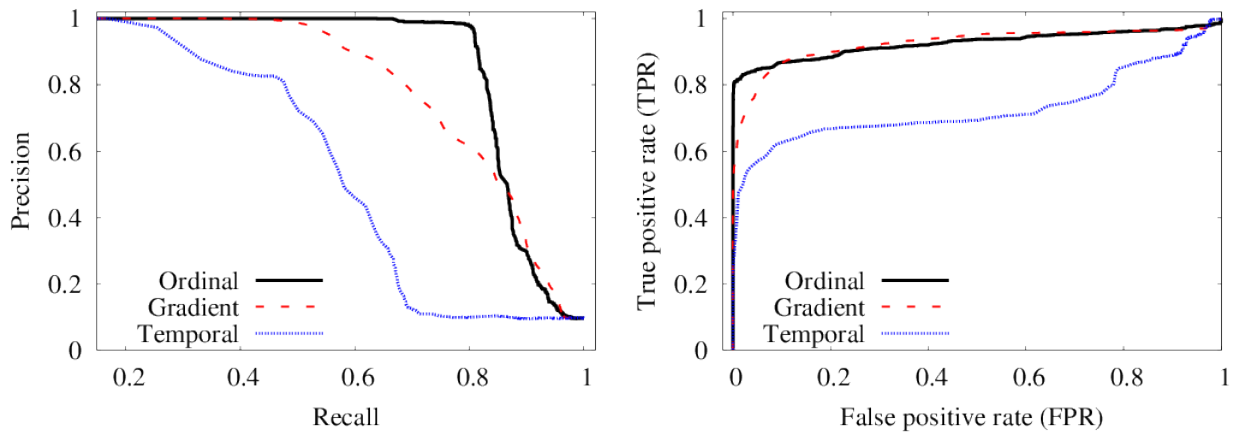 1
0.8
0.6
0.4
0.2
0
Precision
Ordinal
Gradient
Temporal
0.2 0.4 0.6 0.8 1
Recall
1
0.8
0.6
0.4
0.2
0
True positive rate (TPR)
Ordinal
Gradient
Temporal
0 0.2 0.4 0.6 0.8 1
False positive rate (FPR)